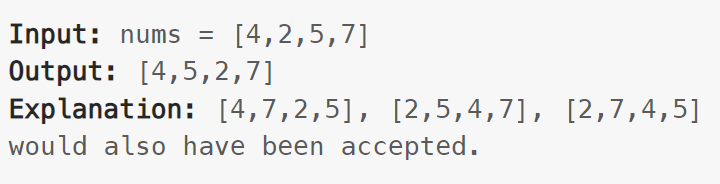 Input: nums = [4,2,5,7]
Output: [4,5,2,7]
Explanation: [4,7,2,5], [2,5,4,7], [2,7,4,5]
would also have been accepted.